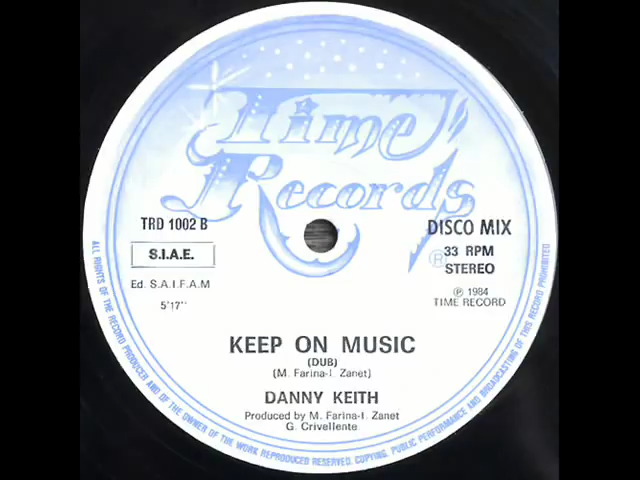 Time
Records
TRD 1002 B
DISCO MIX
S.I.A.E.
R 33 RPM
STEREO
Ed. S.A.I.F.A.M
5'17"
℗ 1984
TIME RECORD
KEEP ON MUSIC
(DUB)
(M. Farina-I. Zanet)
DANNY KEITH
Produced by M. Farina-I. Zanet
G. Crivellente
ALL RIGHTS OF THE RECORD PRODUCER AND OF THE OWNER OF THE WORK REPRODUCED RESERVED. COPYING, PUBLIC PERFORMANCE AND BROADCASTING OF THIS RECORD PROHIBITED